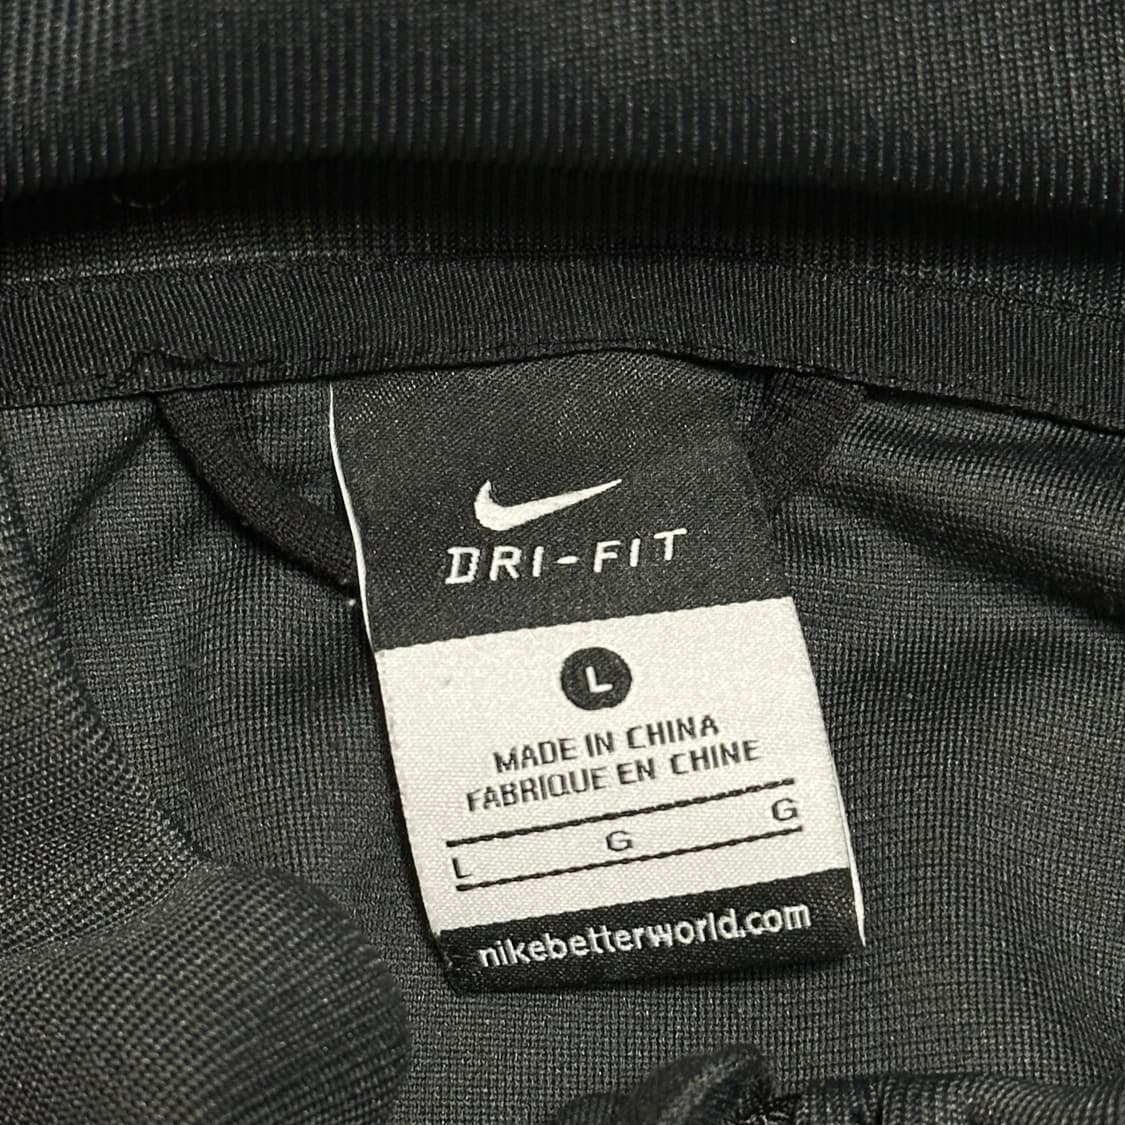 DRI-FIT
L
MADE IN CHINA
FABRIQUE EN CHINE
L G G
nikebetterworld.com